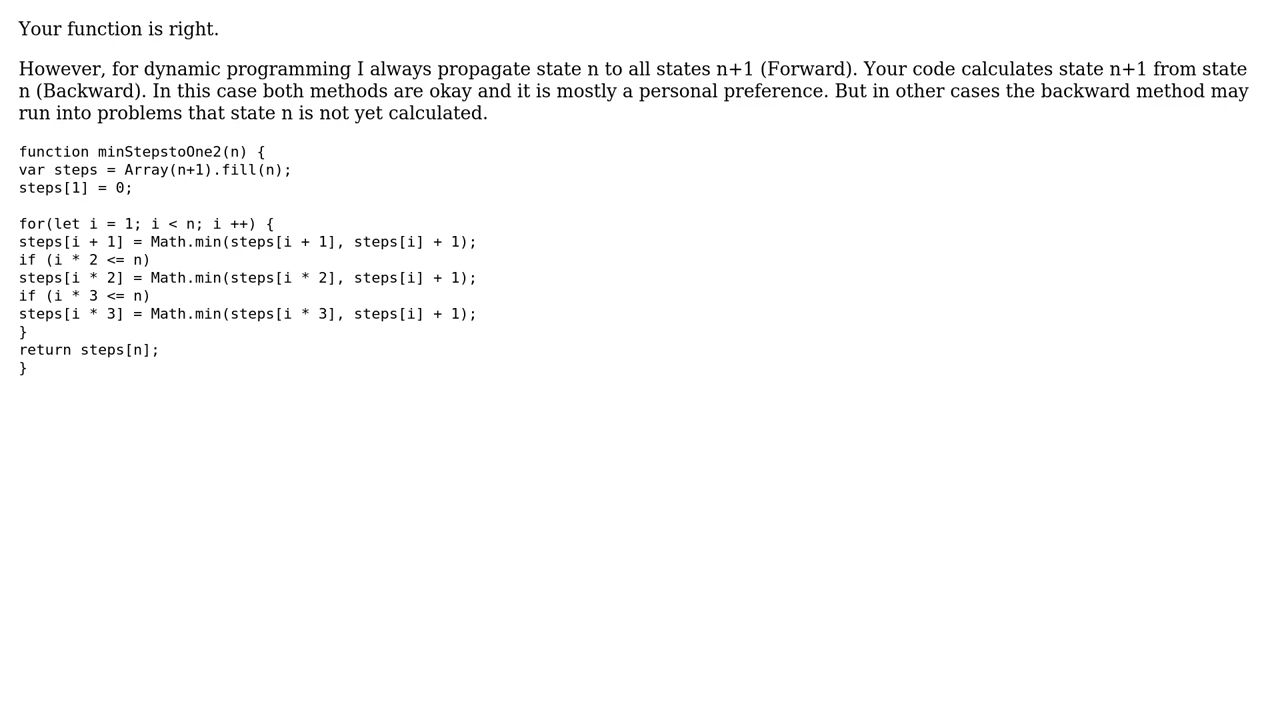 Your function is right.
However, for dynamic programming I always propagate state n to all states n+1 (Forward). Your code calculates state n+1 from state
n (Backward). In this case both methods are okay and it is mostly a personal preference. But in other cases the backward method may
run into problems that state n is not yet calculated.
function minStepstoOne2(n) {
var steps = Array(n+1).fill(n);
steps[1] = 0;
for(let i = 1; i < n; i ++) {
steps[i + 1] = Math.min(steps[i + 1], steps[i] + 1);
if (i * 2 <= n)
steps[i * 2] = Math.min(steps[i * 2], steps[i] + 1);
if (i * 3 <= n)
steps[i * 3] = Math.min(steps[i * 3], steps[i] + 1);
}
return steps[n];
}